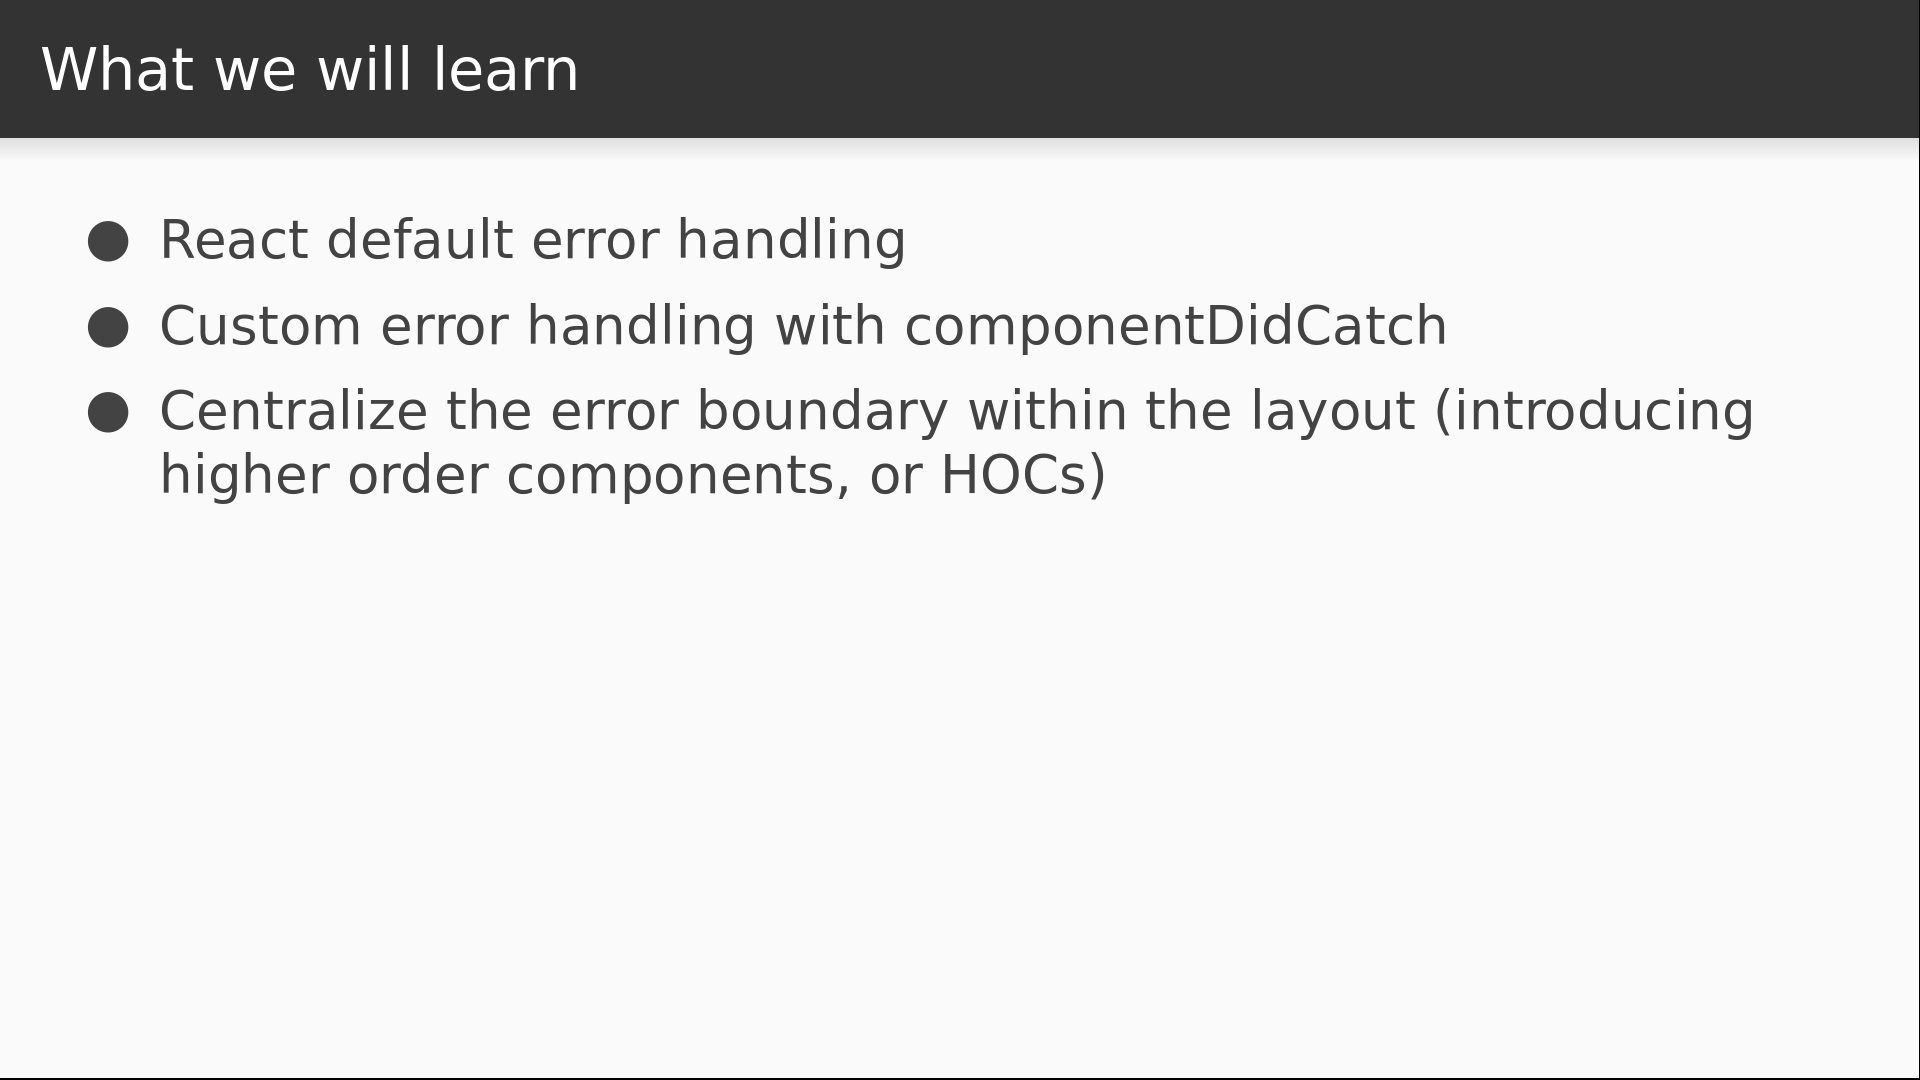 What we will learn
● React default error handling
● Custom error handling with componentDidCatch
● Centralize the error boundary within the layout (introducing
higher order components, or HOCs)